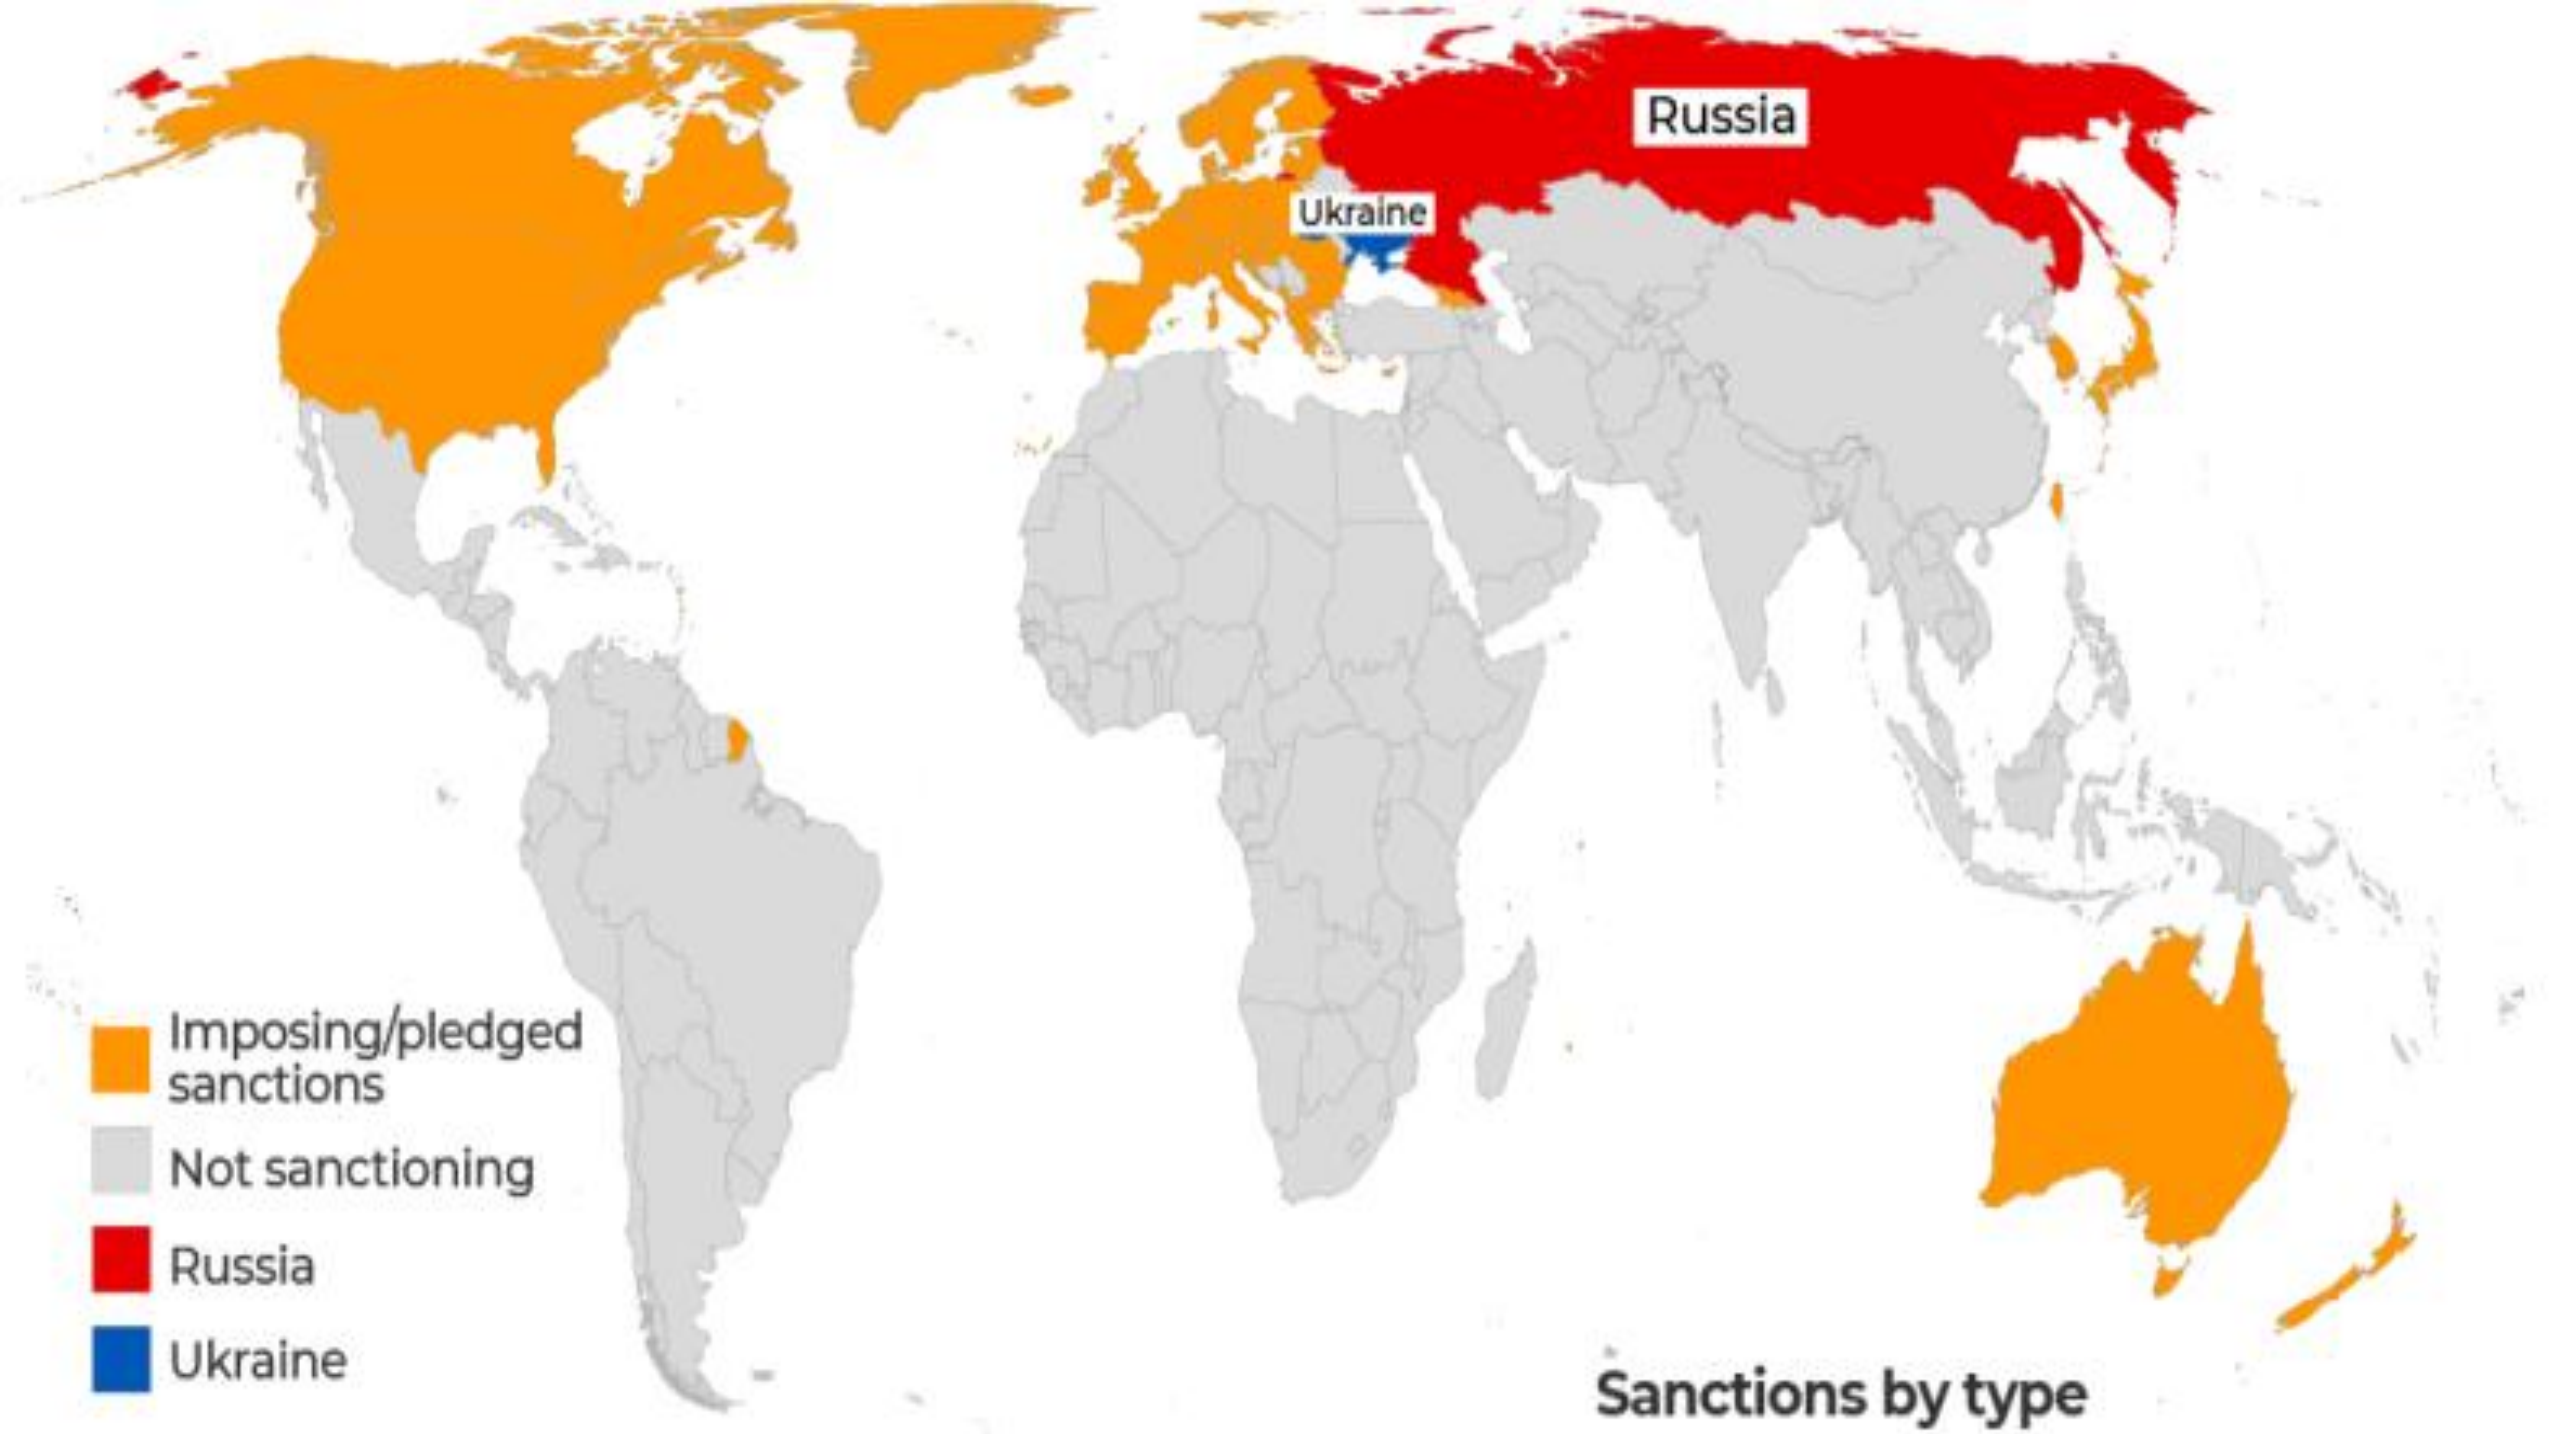 Russia
Ukraine
Imposing/pledged
sanctions
Not sanctioning
Russia
Ukraine
Sanctions by type